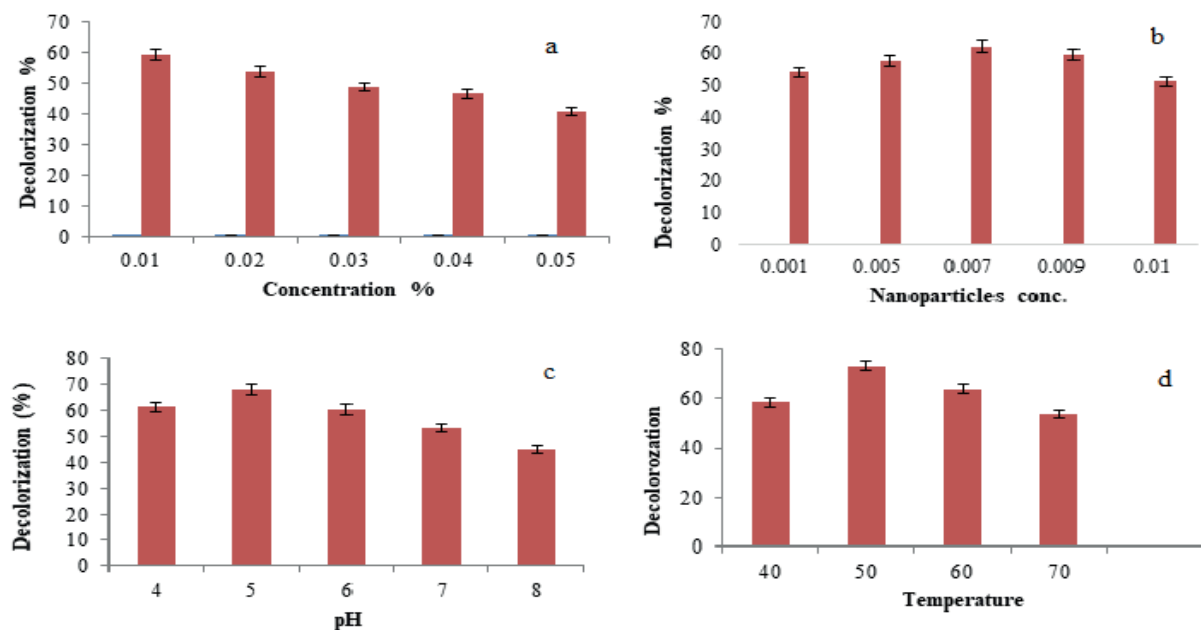 a
Decolorization %
70
60
50
40
30
20
10
0
0.01 0.02 0.03 0.04 0.05
Concentration %
b
Decolorization %
70
60
50
40
30
20
10
0
0.001 0.005 0.007 0.009 0.01
Nanoparticles conc.
c
Decolorization (%)
80
70
60
50
40
30
20
10
0
4 5 6 7 8
pH
d
Decolorozation
80
60
40
20
0
40 50 60 70
Temperature